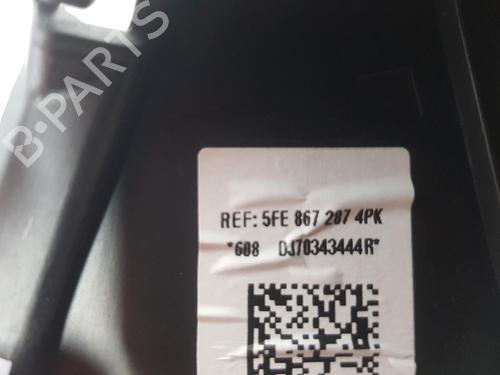 B-PARTS
REF: 5FE 867 287 4PK
*608 DJ70343444R*